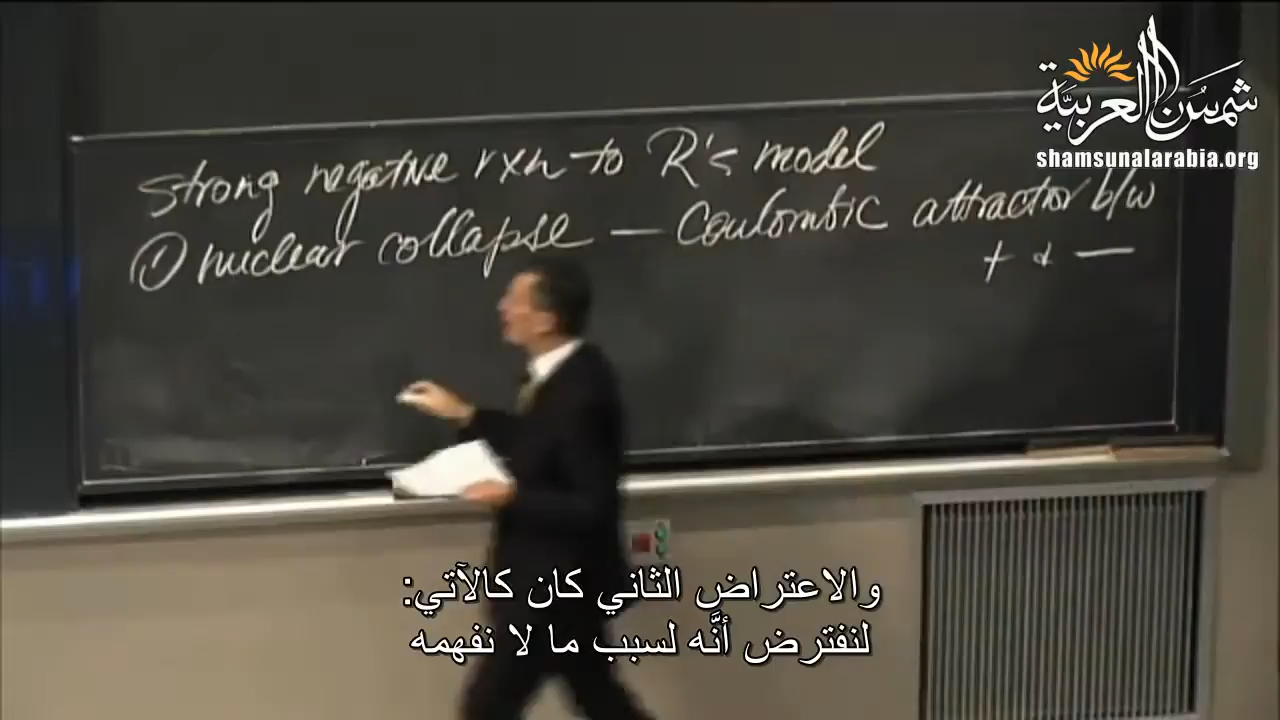 شمسُ العربيّة
shamsunalarabia.org
strong negative rxn to R's model
① nuclear collapse — Coulombic attraction b/w
+ & —
والاعتراض الثاني كان كالآتي:
لنفترض أنَّه لسبب ما لا نفهمه